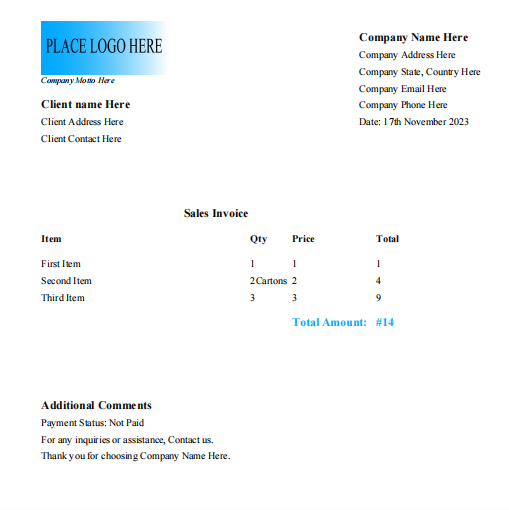 PLACE LOGO HERE
Company Motto Here
Company Name Here
Company Address Here
Company State, Country Here
Company Email Here
Company Phone Here
Date: 17th November 2023
Client name Here
Client Address Here
Client Contact Here
Sales Invoice
Item Qty Price Total
First Item 1 1 1
Second Item 2Cartons 2 4
Third Item 3 3 9
Total Amount: #14
Additional Comments
Payment Status: Not Paid
For any inquiries or assistance, Contact us.
Thank you for choosing Company Name Here.